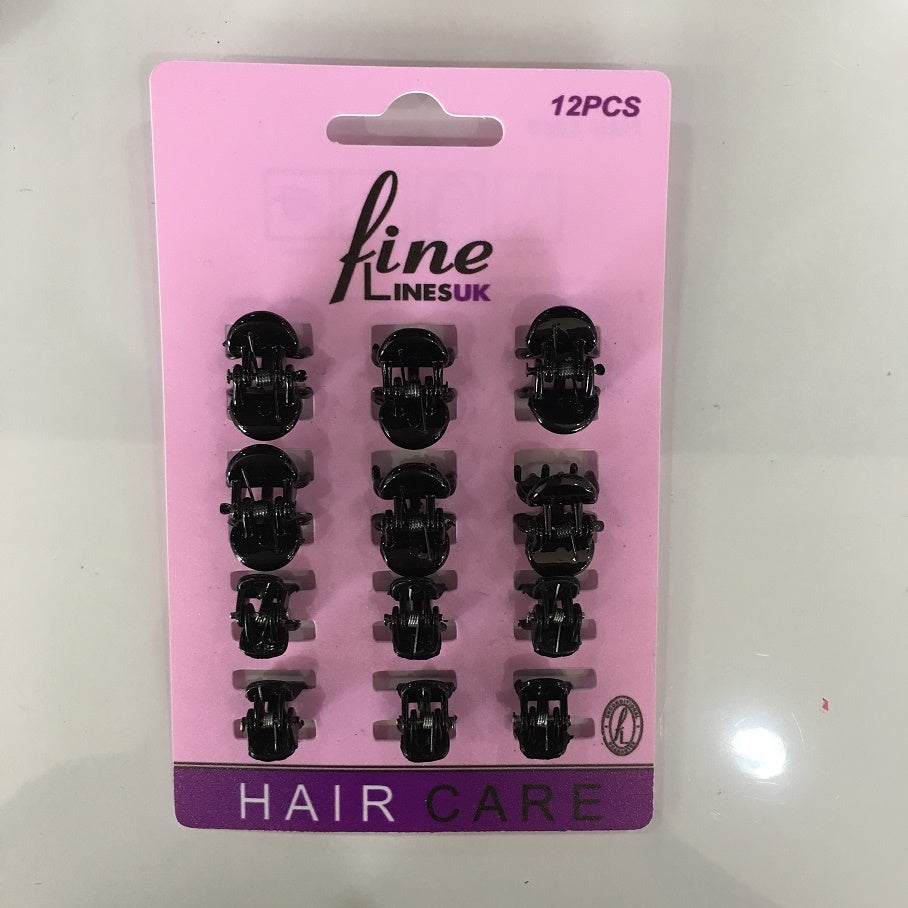 12PCS
fine
LINESUK
HAIR CARE